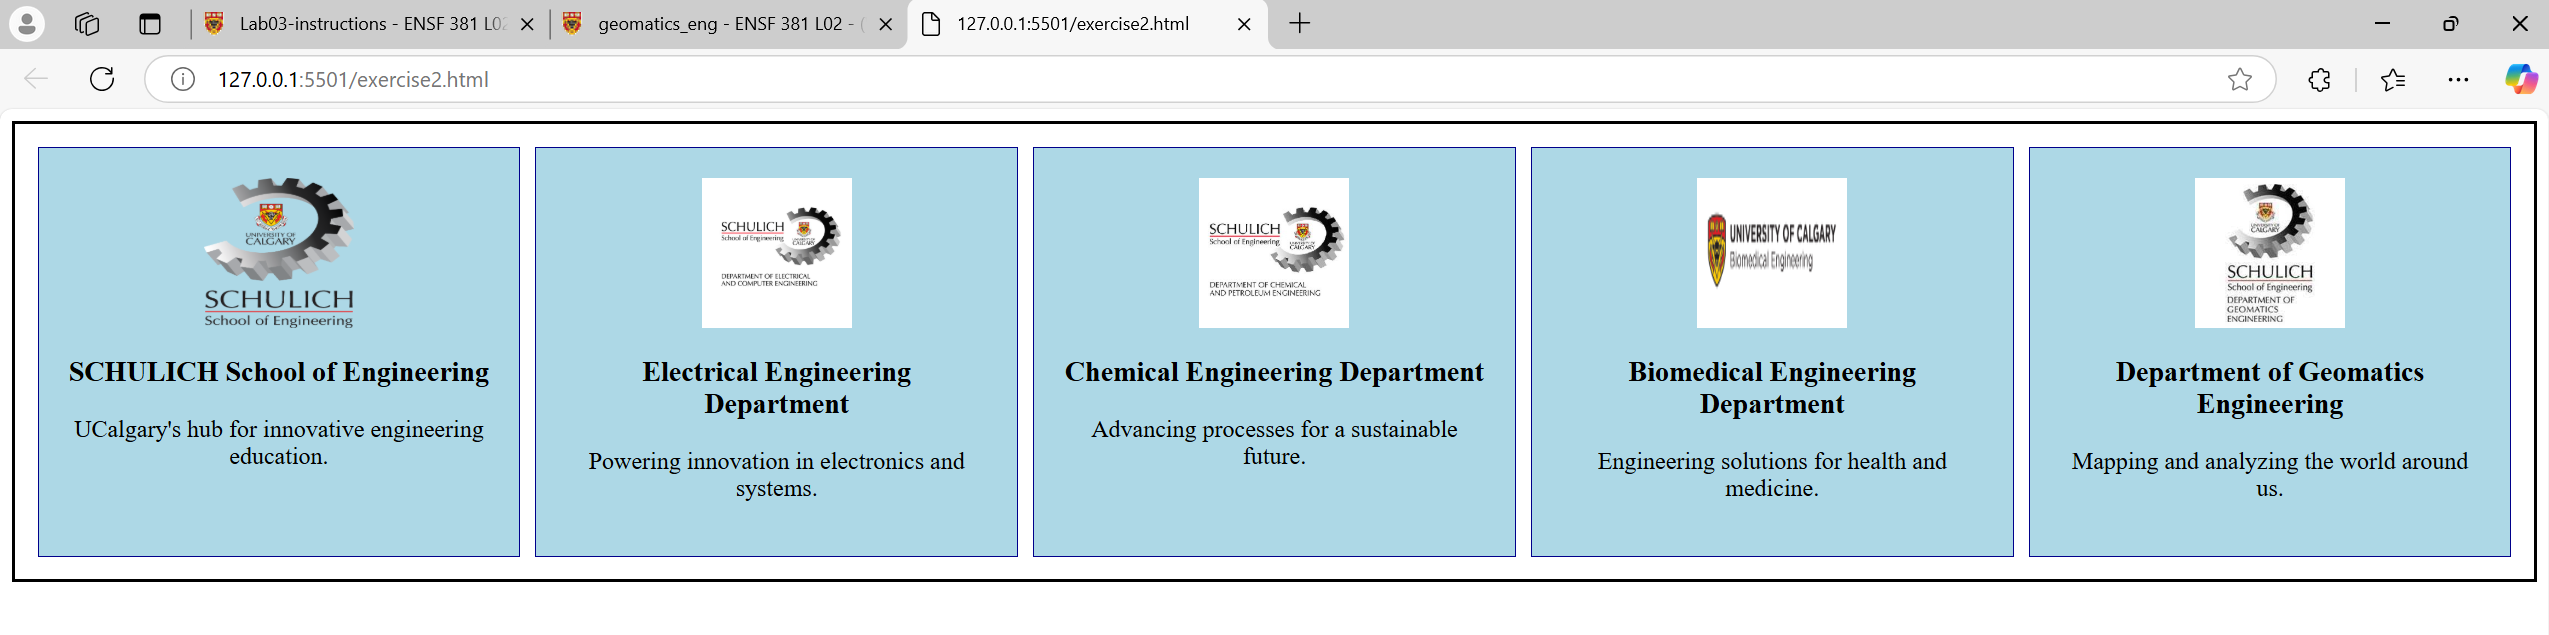 Lab03-instructions - ENSF 381 L02
geomatics_eng - ENSF 381 L02 - (
127.0.0.1:5501/exercise2.html
127.0.0.1:5501/exercise2.html
UNIVERSITY OF
CALGARY
SCHULICH
School of Engineering
SCHULICH School of Engineering
UCalgary's hub for innovative engineering
education.
SCHULICH
School of Engineering
UNIVERSITY OF
CALGARY
DEPARTMENT OF ELECTRICAL
AND COMPUTER ENGINEERING
Electrical Engineering
Department
Powering innovation in electronics and
systems.
SCHULICH
School of Engineering
UNIVERSITY OF
CALGARY
DEPARTMENT OF CHEMICAL
AND PETROLEUM ENGINEERING
Chemical Engineering Department
Advancing processes for a sustainable
future.
UNIVERSITY OF CALGARY
Biomedical Engineering
Biomedical Engineering
Department
Engineering solutions for health and
medicine.
UNIVERSITY OF
CALGARY
SCHULICH
School of Engineering
DEPARTMENT OF
GEOMATICS
ENGINEERING
Department of Geomatics
Engineering
Mapping and analyzing the world around
us.